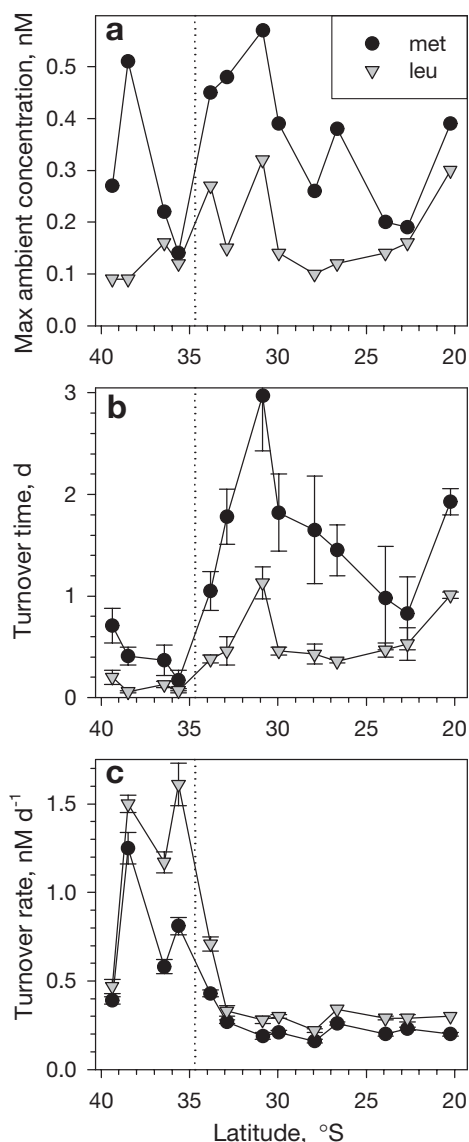 a
met
leu
Max ambient concentration, nM
0.5
0.4
0.3
0.2
0.1
0.0
40 35 30 25 20
b
Turnover time, d
3
2
1
0
40 35 30 25 20
c
Turnover rate, nM d⁻¹
1.5
1.0
0.5
0.0
40 35 30 25 20
Latitude, °S